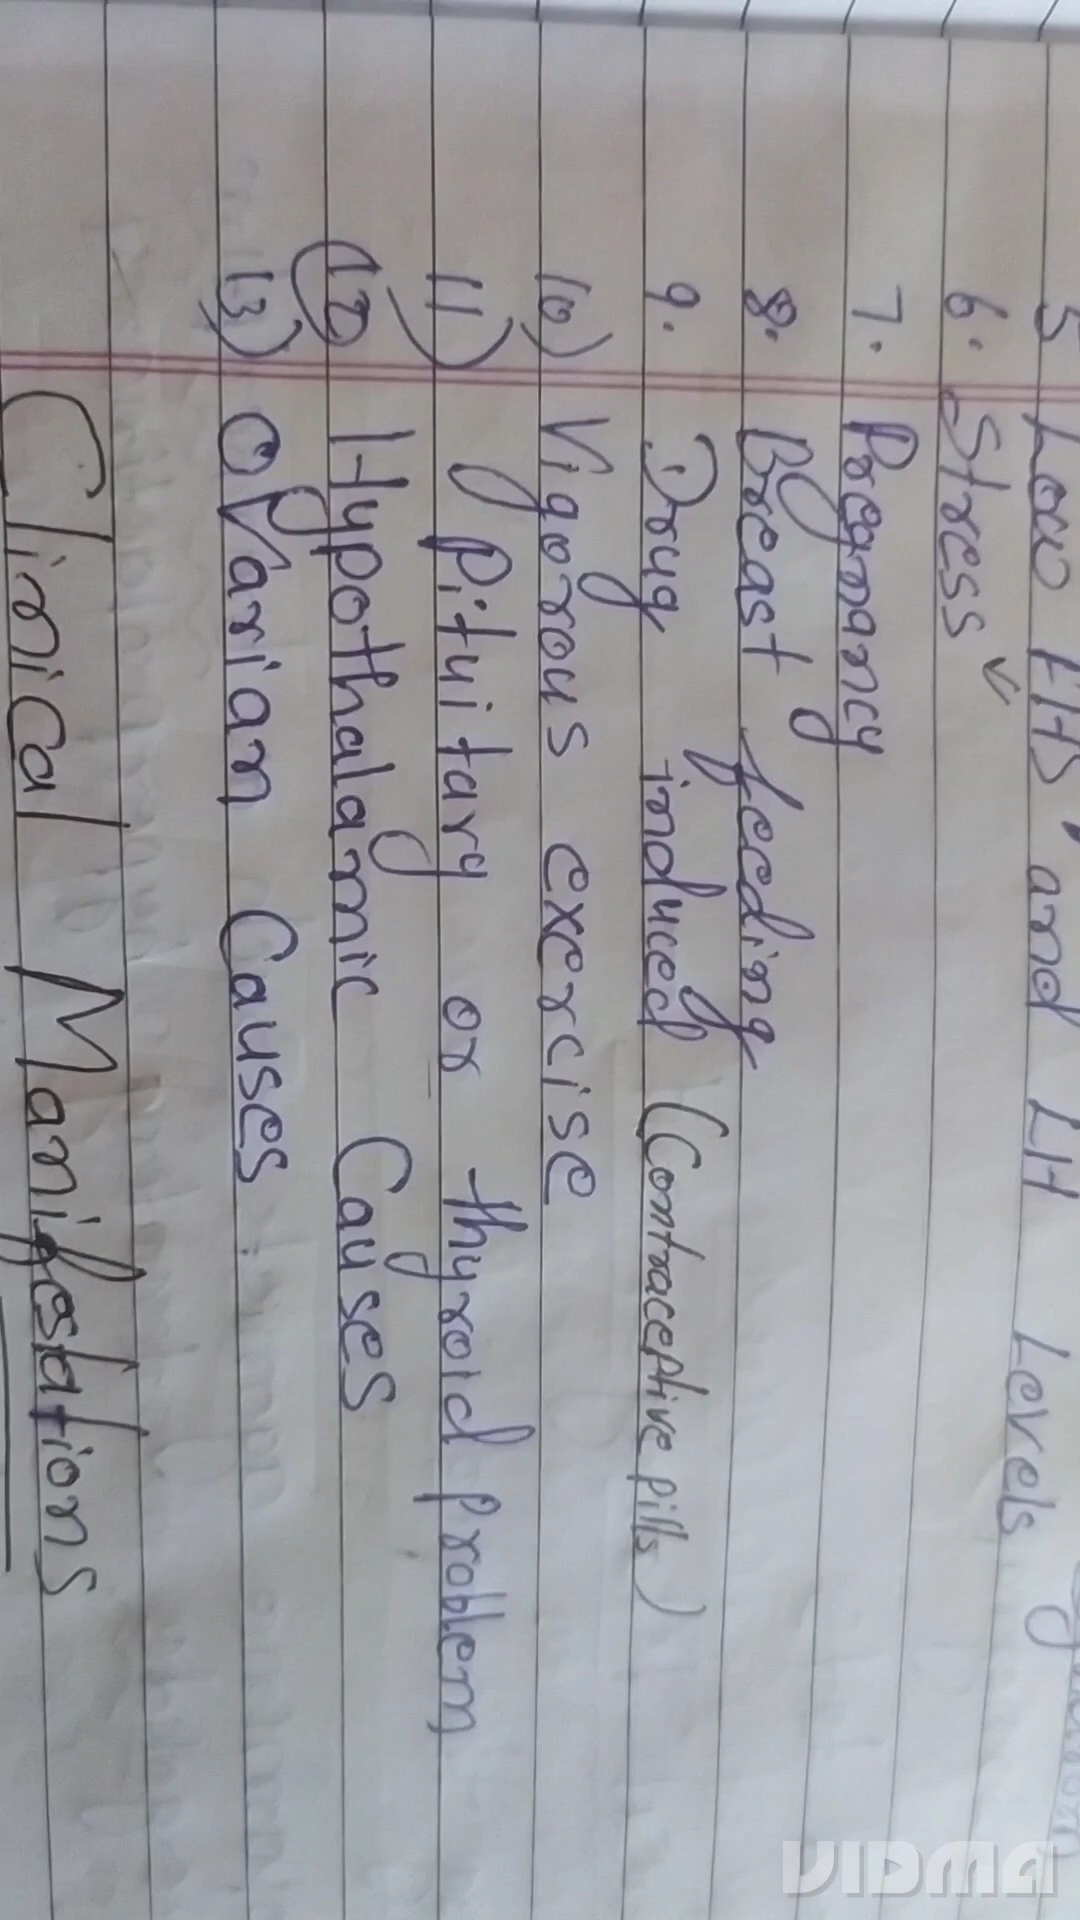 5 Low FHS and LH Levels
6. Stress
7. Pregnancy
8. Breast feeding
9. Drug induced (Contraceptive pills)
10) Vigorous exercise
11) Pituitary or thyroid problem
12) Hypothalamic Causes
13) Ovarian Causes
Clinical Manifestations
VIDMA